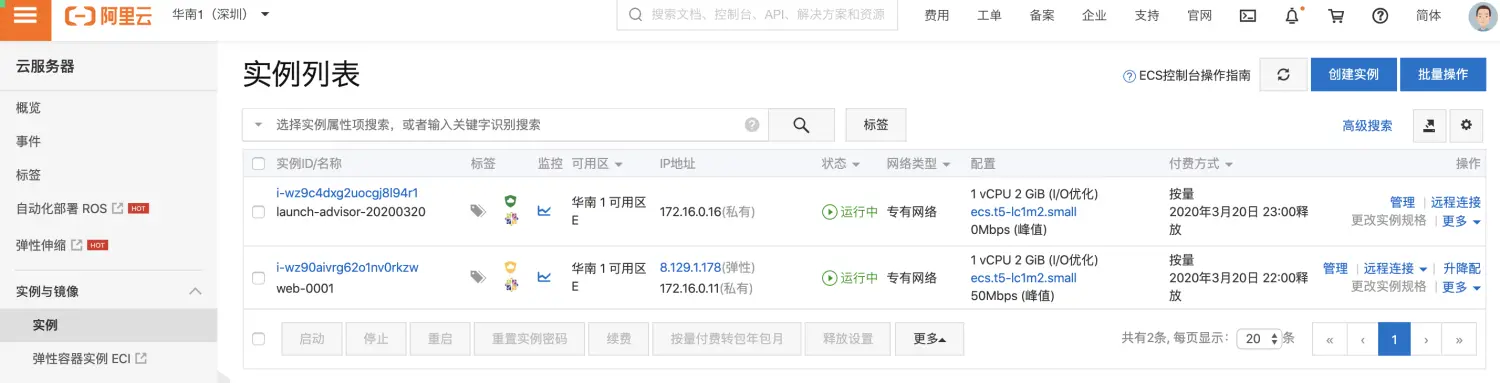 阿里云 华南1（深圳） 搜索文档、控制台、API、解决方案和资源 费用 工单 备案 企业 支持 官网 简体
云服务器
概览
事件
标签
自动化部署 ROS HOT
弹性伸缩 HOT
实例与镜像
实例
弹性容器实例 ECI
实例列表
ECS控制台操作指南 创建实例 批量操作
选择实例属性项搜索，或者输入关键字识别搜索 标签 高级搜索
实例ID/名称 标签 监控 可用区 IP地址 状态 网络类型 配置 付费方式 操作
i-wz9c4dxg2uocgj8l94r1
launch-advisor-20200320
华南 1 可用区
E
172.16.0.16(私有)
运行中
专有网络
1 vCPU 2 GiB (I/O优化)
ecs.t5-lc1m2.small
0Mbps (峰值)
按量
2020年3月20日 23:00释
放
管理 | 远程连接
更改实例规格 | 更多
i-wz90aivrg62o1nv0rkzw
web-0001
华南 1 可用区
E
8.129.1.178(弹性)
172.16.0.11(私有)
运行中
专有网络
1 vCPU 2 GiB (I/O优化)
ecs.t5-lc1m2.small
50Mbps (峰值)
按量
2020年3月20日 22:00释
放
管理 | 远程连接 | 升降配
更改实例规格 | 更多
启动 停止 重启 重置实例密码 续费 按量付费转包年包月 释放设置 更多 共有2条, 每页显示: 20 条 « ‹ 1 › »